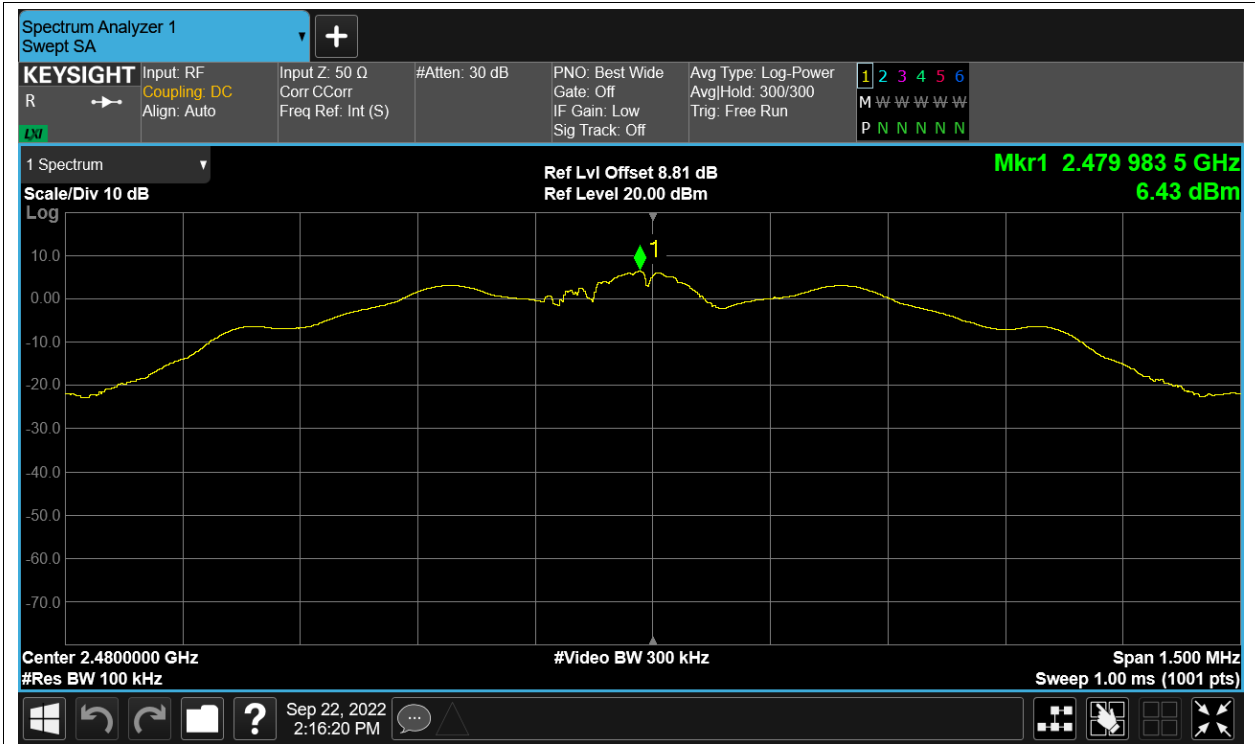 Spectrum Analyzer 1
Swept SA
KEYSIGHT
R
LXI
Input: RF
Coupling: DC
Align: Auto
Input Z: 50 Ω
Corr CCorr
Freq Ref: Int (S)
#Atten: 30 dB
PNO: Best Wide
Gate: Off
IF Gain: Low
Sig Track: Off
Avg Type: Log-Power
Avg|Hold: 300/300
Trig: Free Run
1 2 3 4 5 6
M W W W W W
P N N N N N
1 Spectrum
Scale/Div 10 dB
Log
Ref Lvl Offset 8.81 dB
Ref Level 20.00 dBm
Mkr1 2.479 983 5 GHz
6.43 dBm
1
10.0
0.00
-10.0
-20.0
-30.0
-40.0
-50.0
-60.0
-70.0
Center 2.4800000 GHz
#Res BW 100 kHz
#Video BW 300 kHz
Span 1.500 MHz
Sweep 1.00 ms (1001 pts)
?
Sep 22, 2022
2:16:20 PM